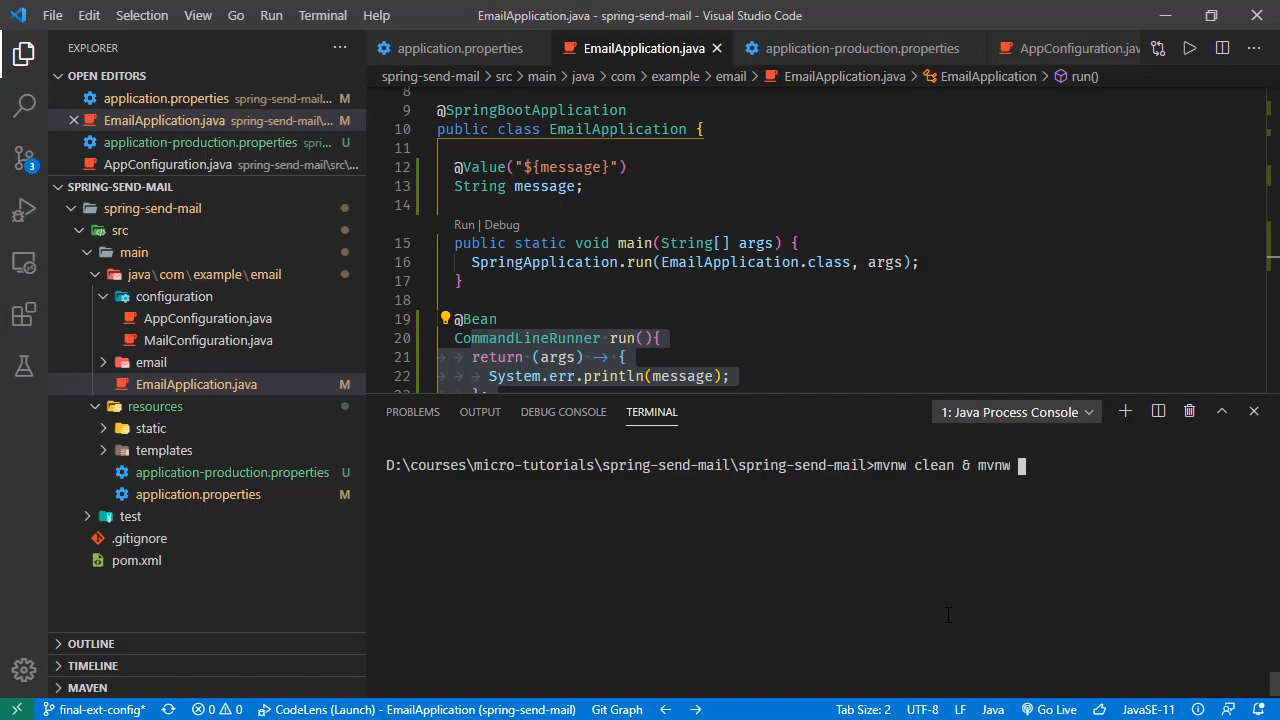 File Edit Selection View Go Run Terminal Help
EmailApplication.java - spring-send-mail - Visual Studio Code
EXPLORER
OPEN EDITORS
application.properties spring-send-mail... M
EmailApplication.java spring-send-mail\... M
application-production.properties spri... U
AppConfiguration.java spring-send-mail\src\...
SPRING-SEND-MAIL
spring-send-mail
src
main
java\com\example\email
configuration
AppConfiguration.java
MailConfiguration.java
email
EmailApplication.java M
resources
static
templates
application-production.properties U
application.properties M
test
.gitignore
pom.xml
OUTLINE
TIMELINE
MAVEN
application.properties
EmailApplication.java
application-production.properties
AppConfiguration.jav
spring-send-mail > src > main > java > com > example > email > EmailApplication.java > EmailApplication > run()
8
9 @SpringBootApplication
10 public class EmailApplication {
11
12 @Value("${message}")
13 String message;
14
Run | Debug
15 public static void main(String[] args) {
16 SpringApplication.run(EmailApplication.class, args);
17 }
18
19 @Bean
20 CommandLineRunner run(){
21 return (args) -> {
22 System.err.println(message);
PROBLEMS OUTPUT DEBUG CONSOLE TERMINAL
1: Java Process Console
D:\courses\micro-tutorials\spring-send-mail\spring-send-mail>mvnw clean & mvnw
3
final-ext-config* 0 0 CodeLens (Launch) - EmailApplication (spring-send-mail) Git Graph
Tab Size: 2 UTF-8 LF Java Go Live JavaSE-11